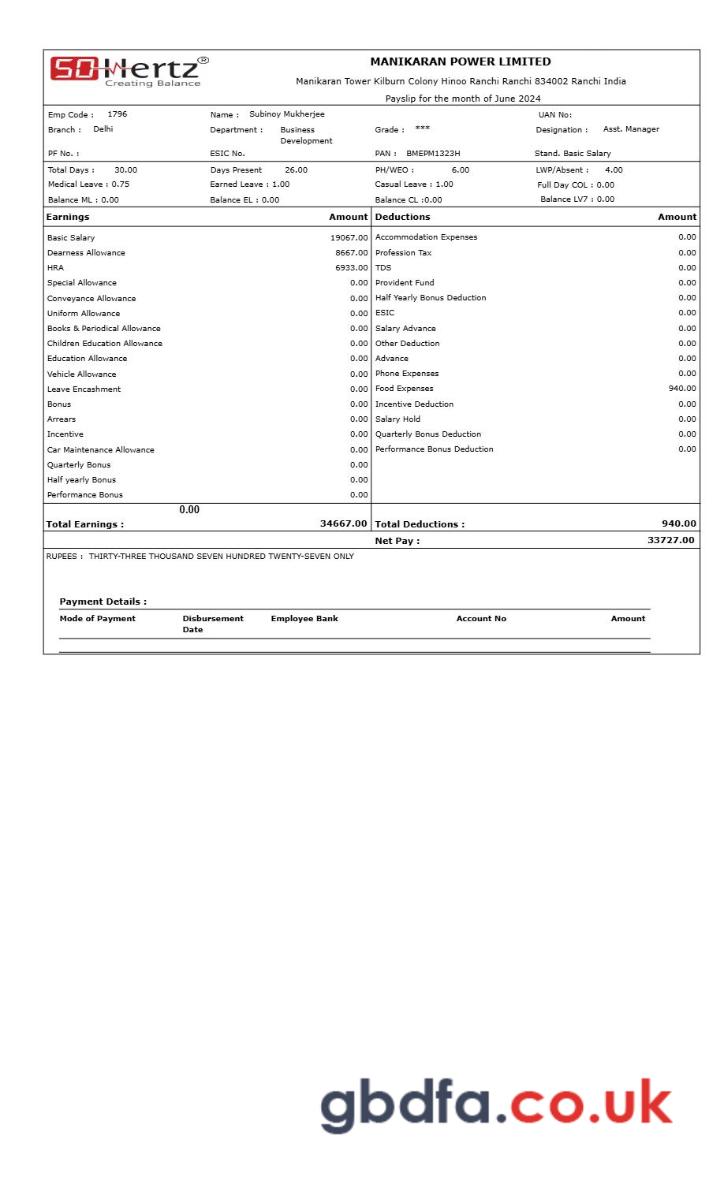 50Hertz®
Creating Balance
MANIKARAN POWER LIMITED
Manikaran Tower Kilburn Colony Hinoo Ranchi Ranchi 834002 Ranchi India
Payslip for the month of June 2024
Emp Code : 1796 Name : Subinoy Mukherjee UAN No:
Branch : Delhi Department : Business Development Grade : *** Designation : Asst. Manager
PF No. : ESIC No. PAN : BMEPM1323H Stand. Basic Salary
Total Days : 30.00 Days Present 26.00 PH/WEO : 6.00 LWP/Absent : 4.00
Medical Leave : 0.75 Earned Leave : 1.00 Casual Leave : 1.00 Full Day COL : 0.00
Balance ML : 0.00 Balance EL : 0.00 Balance CL :0.00 Balance LV7 : 0.00
Earnings Amount Deductions Amount
Basic Salary 19067.00 Accommodation Expenses 0.00
Dearness Allowance 8667.00 Profession Tax 0.00
HRA 6933.00 TDS 0.00
Special Allowance 0.00 Provident Fund 0.00
Conveyance Allowance 0.00 Half Yearly Bonus Deduction 0.00
Uniform Allowance 0.00 ESIC 0.00
Books & Periodical Allowance 0.00 Salary Advance 0.00
Children Education Allowance 0.00 Other Deduction 0.00
Education Allowance 0.00 Advance 0.00
Vehicle Allowance 0.00 Phone Expenses 0.00
Leave Encashment 0.00 Food Expenses 940.00
Bonus 0.00 Incentive Deduction 0.00
Arrears 0.00 Salary Hold 0.00
Incentive 0.00 Quarterly Bonus Deduction 0.00
Car Maintenance Allowance 0.00 Performance Bonus Deduction 0.00
Quarterly Bonus 0.00
Half yearly Bonus 0.00
Performance Bonus 0.00
0.00
Total Earnings : 34667.00 Total Deductions : 940.00
Net Pay : 33727.00
RUPEES : THIRTY-THREE THOUSAND SEVEN HUNDRED TWENTY-SEVEN ONLY
Payment Details :
Mode of Payment Disbursement Date Employee Bank Account No Amount
gbdfa.co.uk